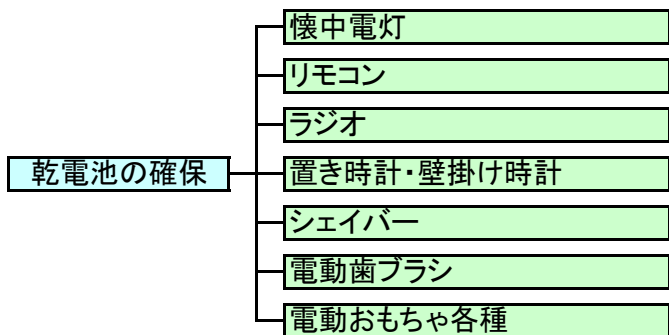 懐中電灯
リモコン
ラジオ
乾電池の確保
置き時計・壁掛け時計
シェイバー
電動歯ブラシ
電動おもちゃ各種